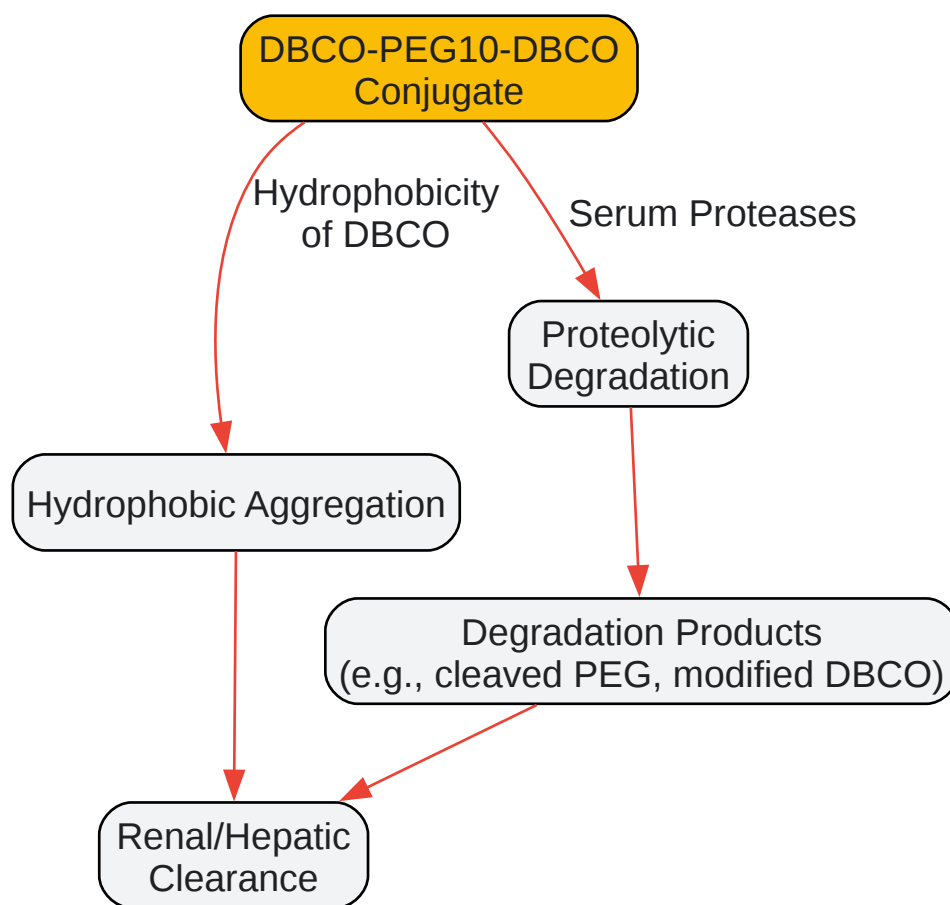 DBCO-PEG10-DBCO
Conjugate
Hydrophobicity
of DBCO
Serum Proteases
Proteolytic
Degradation
Hydrophobic Aggregation
Degradation Products
(e.g., cleaved PEG, modified DBCO)
Renal/Hepatic
Clearance